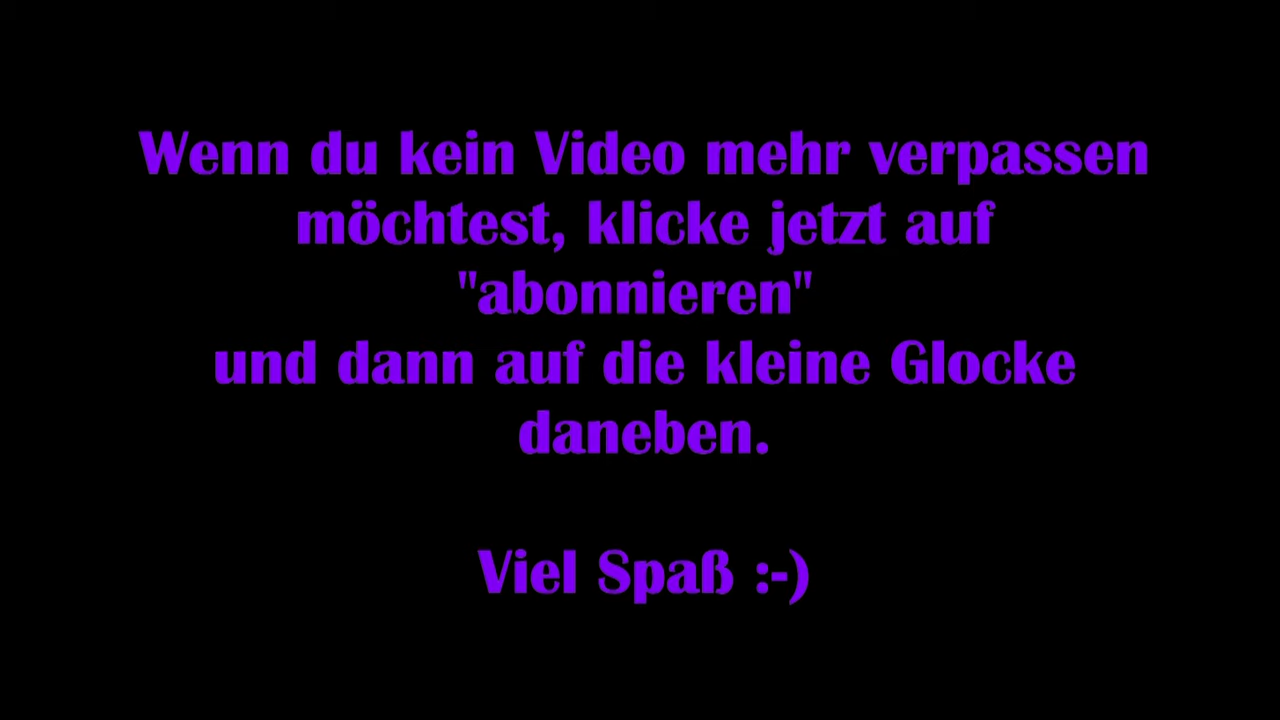 Wenn du kein Video mehr verpassen
möchtest, klicke jetzt auf
"abonnieren"
und dann auf die kleine Glocke
daneben.
Viel Spaß :-)